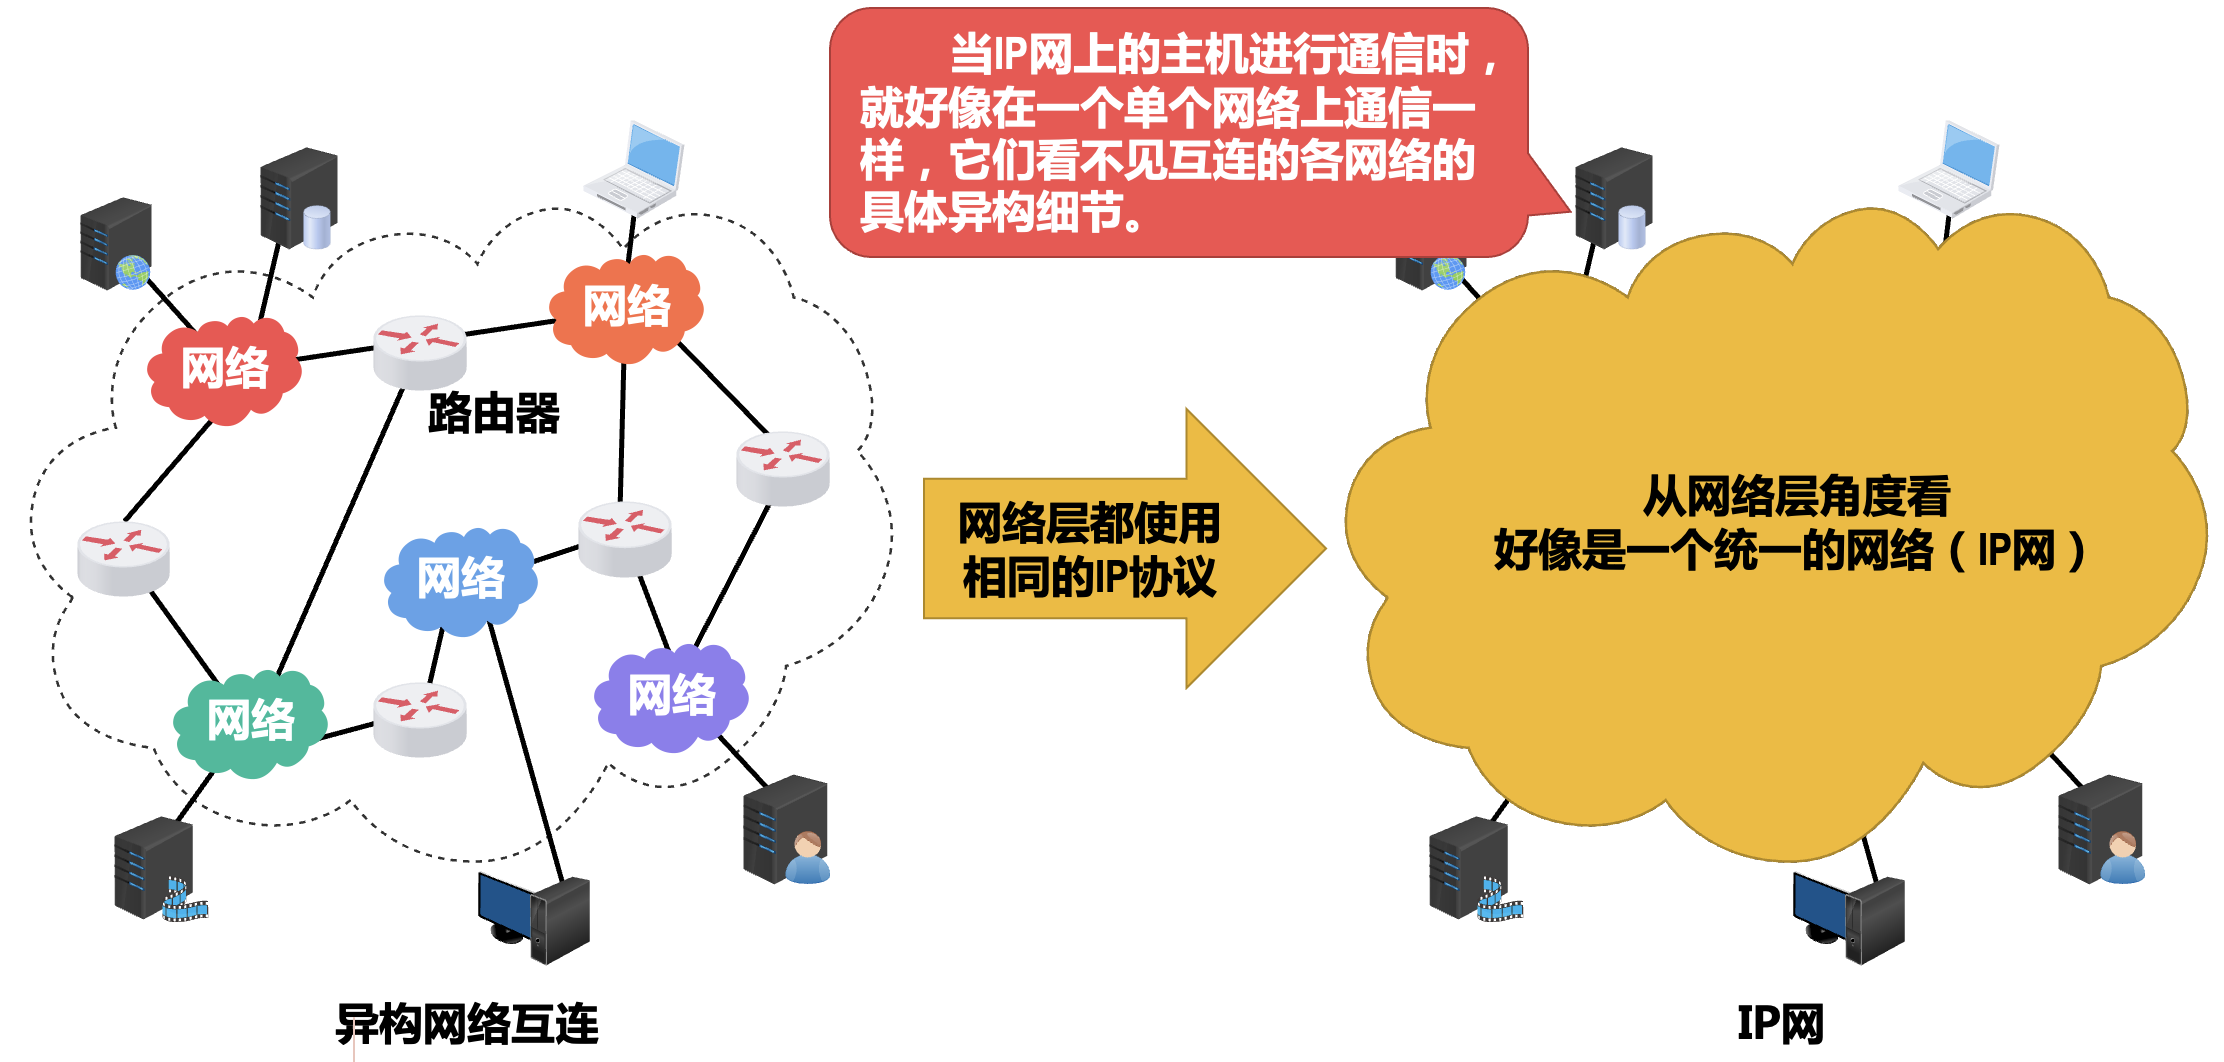 当IP网上的主机进行通信时，
就好像在一个单个网络上通信一
样，它们看不见互连的各网络的
具体异构细节。
网络
网络
路由器
网络
网络
网络
网络层都使用
相同的IP协议
从网络层角度看
好像是一个统一的网络（IP网）
异构网络互连
IP网